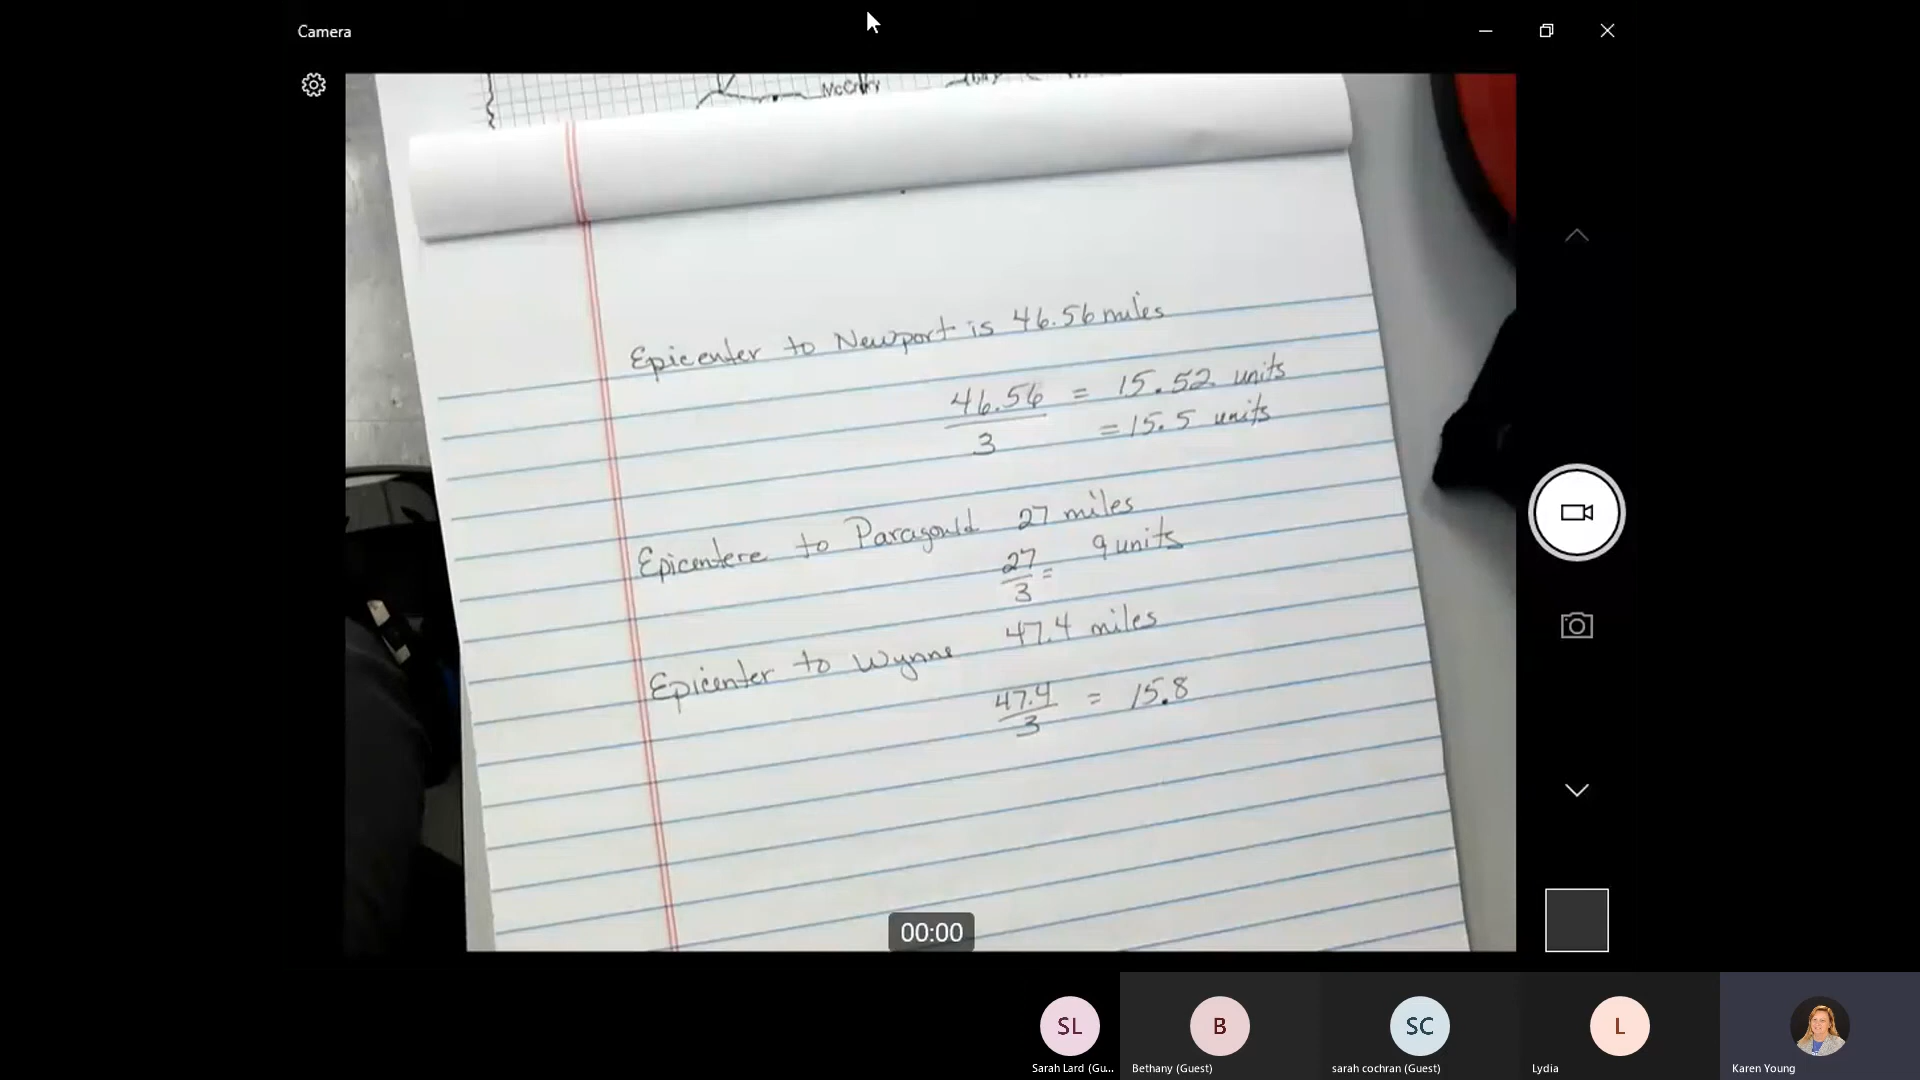 Camera
McCrory
Epicenter to Newport is 46.56 miles
46.56 = 15.52 units
3 = 15.5 units
Epicentere to Paragould 27 miles
27 = 9 units
3
Epicenter to Wynne 47.4 miles
47.4 = 15.8
3
00:00
SL
B
SC
L
Sarah Lard (Gu...
Bethany (Guest)
sarah cochran (Guest)
Lydia
Karen Young